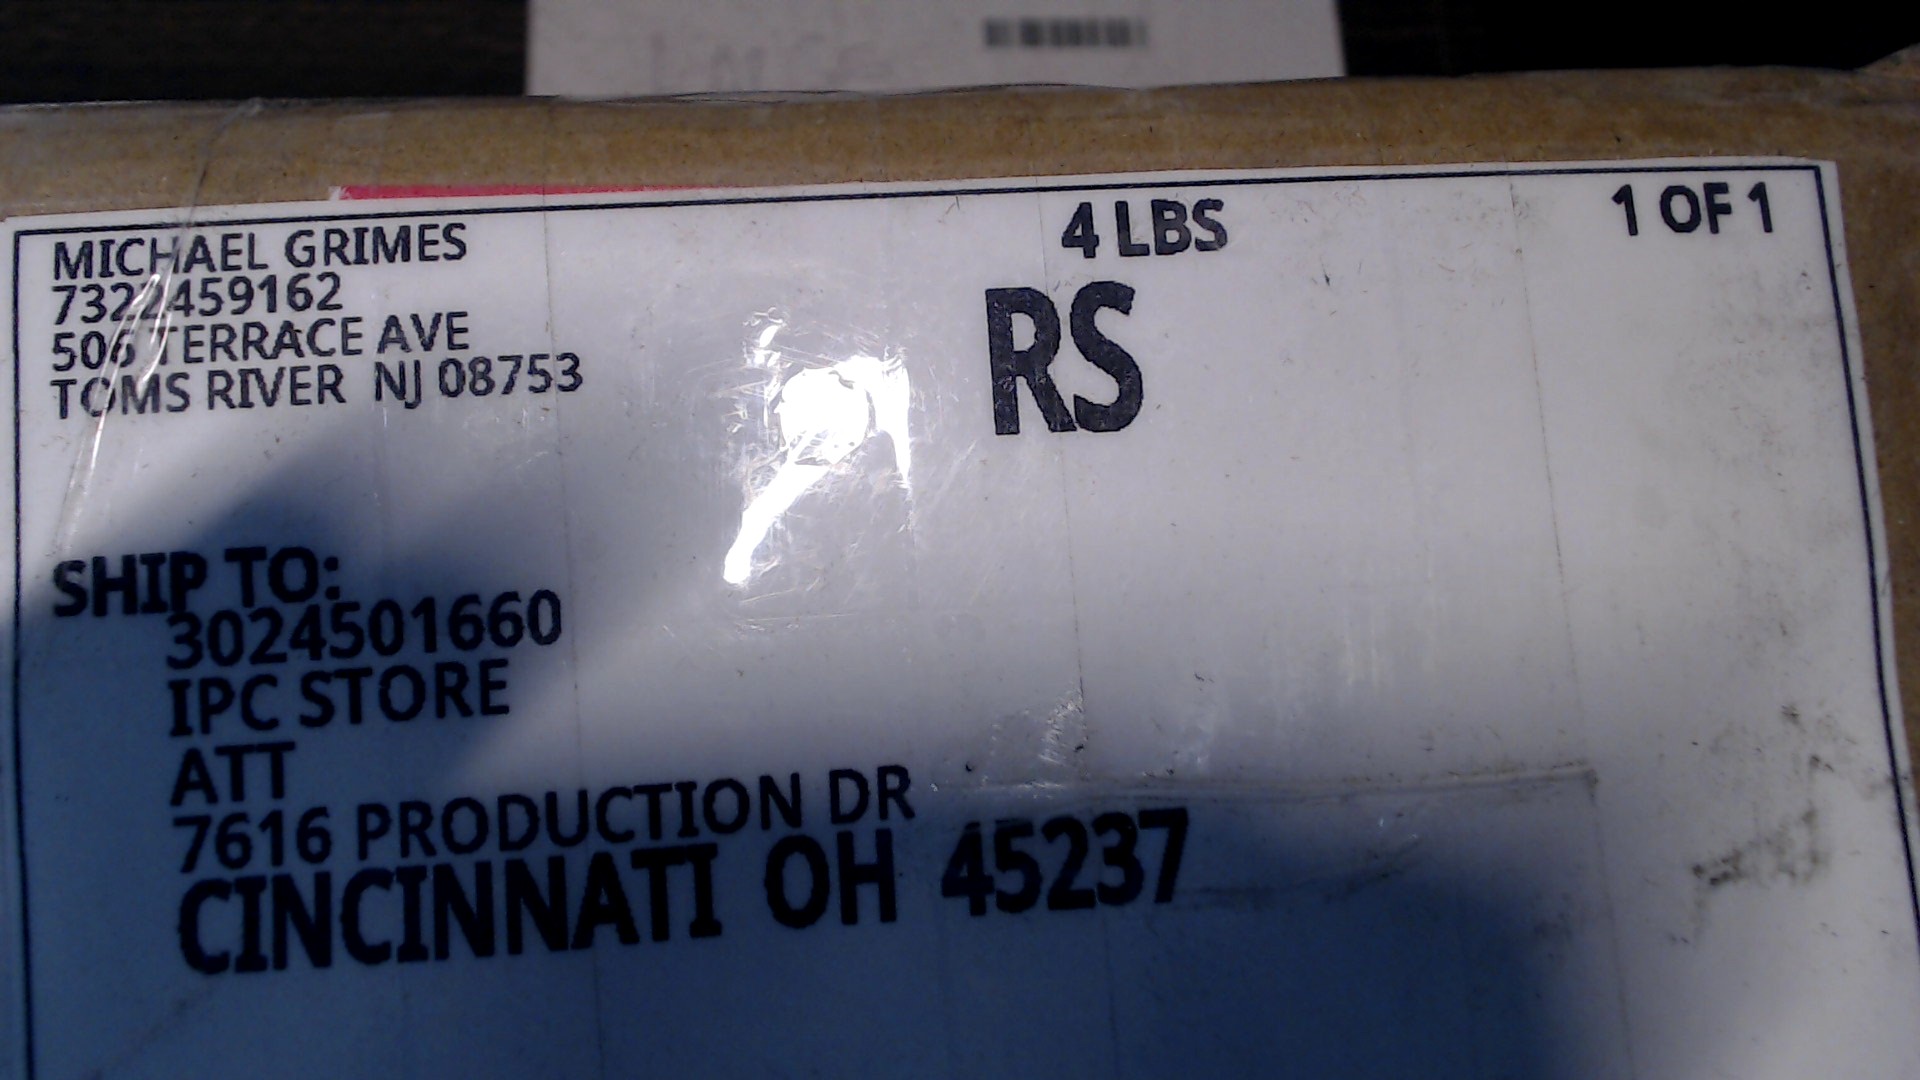 MICHAEL GRIMES
7322459162
506 TERRACE AVE
TOMS RIVER NJ 08753
4 LBS
1 OF 1
RS
SHIP TO:
3024501660
IPC STORE
ATT
7616 PRODUCTION DR
CINCINNATI OH 45237